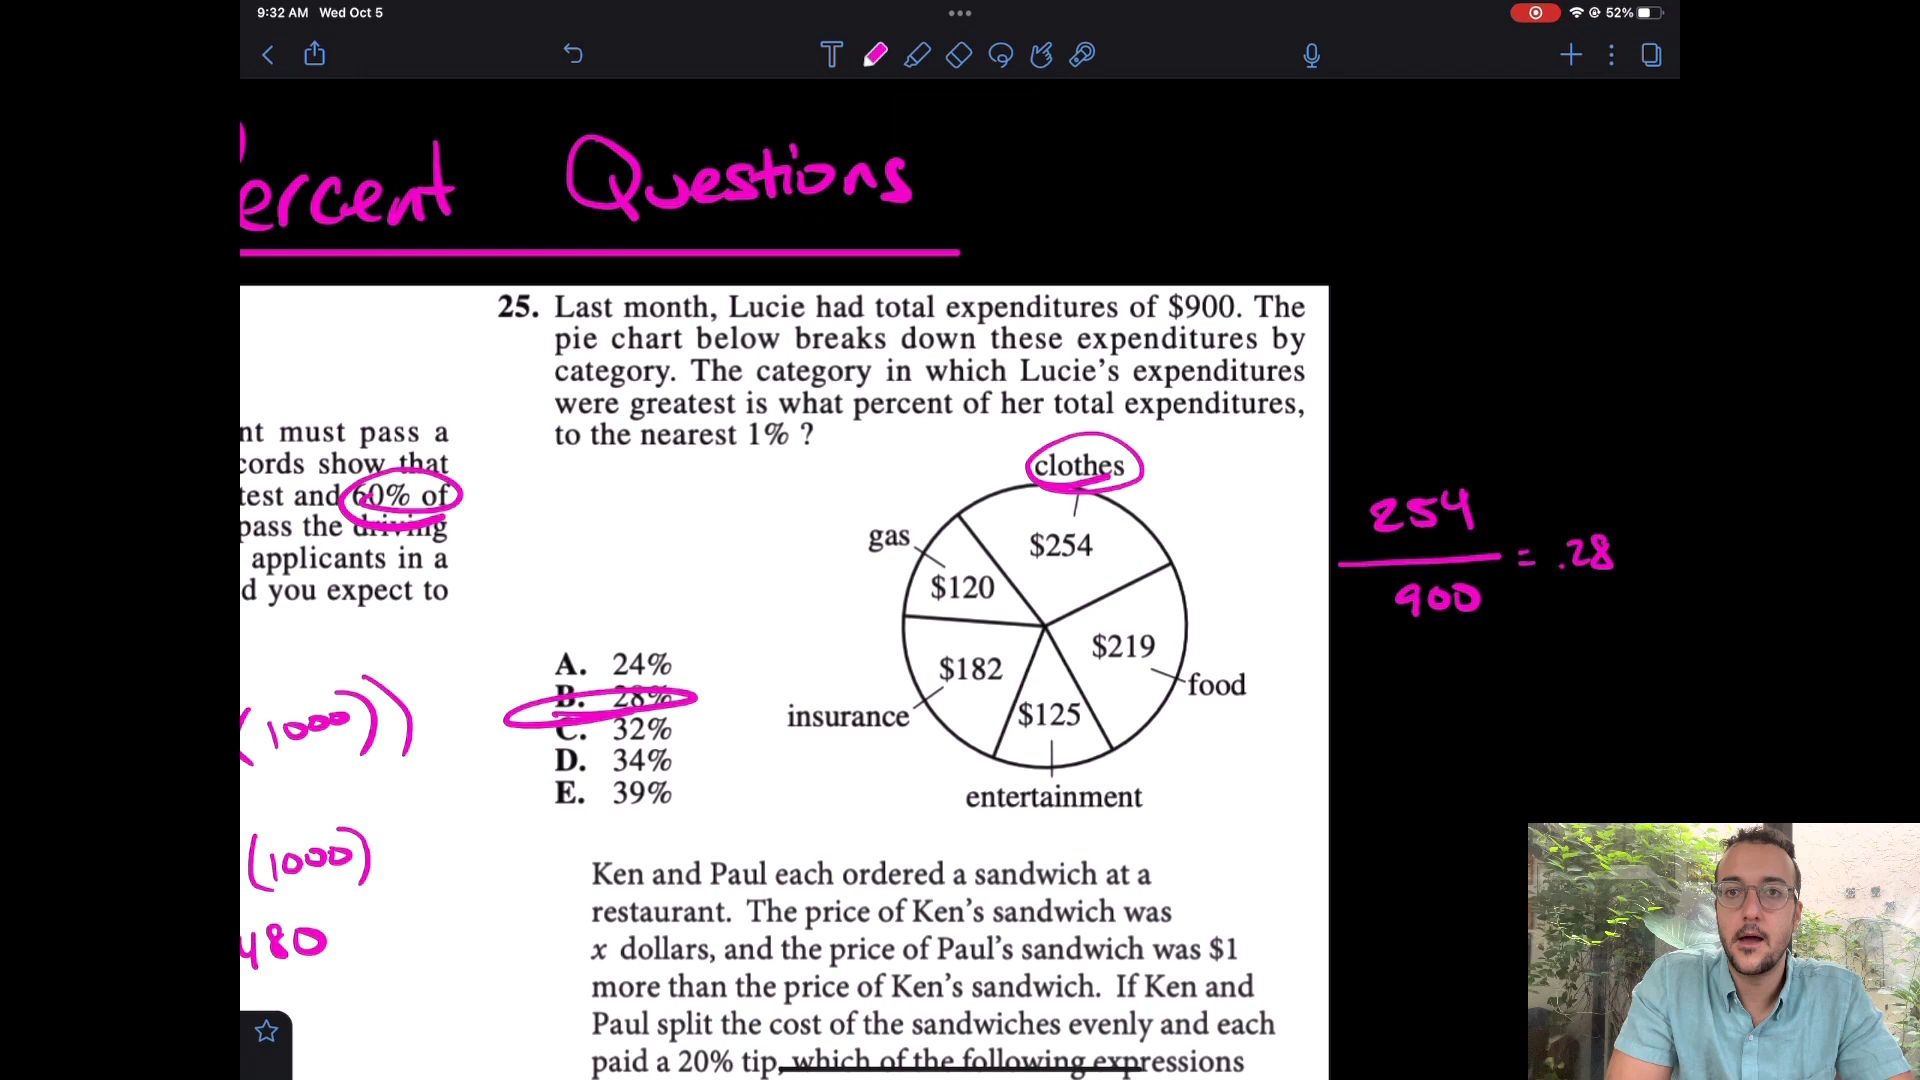 9:32 AM Wed Oct 5
52%
Percent Questions
25. Last month, Lucie had total expenditures of $900. The
pie chart below breaks down these expenditures by
category. The category in which Lucie's expenditures
were greatest is what percent of her total expenditures,
to the nearest 1% ?
nt must pass a
cords show that
test and 60% of
pass the driving
applicants in a
d you expect to
clothes
$254
gas
$120
$219
food
$182
insurance
$125
entertainment
254
900
= .28
A. 24%
B. 28%
C. 32%
D. 34%
E. 39%
(1000))
(1000)
480
Ken and Paul each ordered a sandwich at a
restaurant. The price of Ken's sandwich was
x dollars, and the price of Paul's sandwich was $1
more than the price of Ken's sandwich. If Ken and
Paul split the cost of the sandwiches evenly and each
paid a 20% tip, which of the following expressions